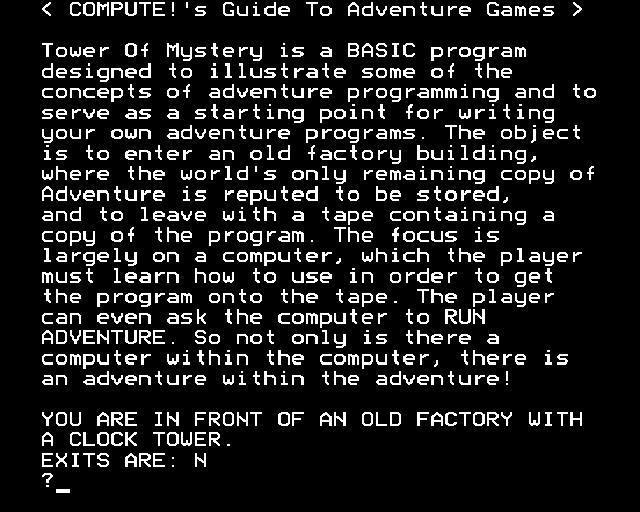 < COMPUTE!'s Guide To Adventure Games >
Tower Of Mystery is a BASIC program
designed to illustrate some of the
concepts of adventure programming and to
serve as a starting point for writing
your own adventure programs. The object
is to enter an old factory building,
where the world's only remaining copy of
Adventure is reputed to be stored,
and to leave with a tape containing a
copy of the program. The focus is
largely on a computer, which the player
must learn how to use in order to get
the program onto the tape. The player
can even ask the computer to RUN
ADVENTURE. So not only is there a
computer within the computer, there is
an adventure within the adventure!
YOU ARE IN FRONT OF AN OLD FACTORY WITH
A CLOCK TOWER.
EXITS ARE: N
?_